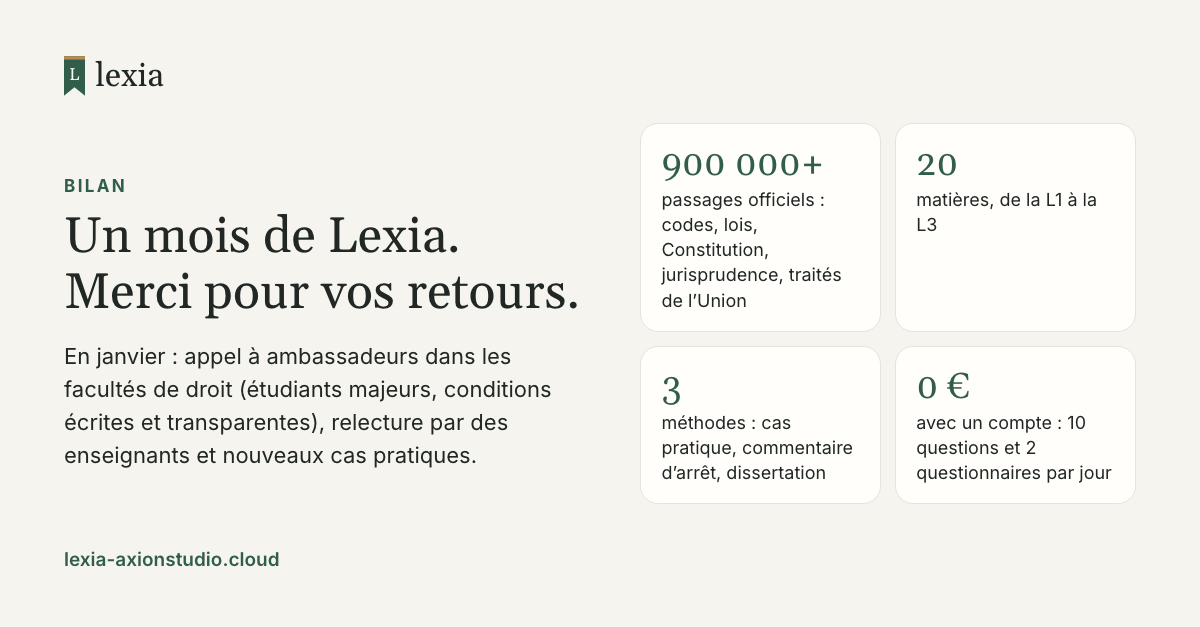 L lexia
BILAN
Un mois de Lexia.
Merci pour vos retours.
En janvier : appel à ambassadeurs dans les
facultés de droit (étudiants majeurs, conditions
écrites et transparentes), relecture par des
enseignants et nouveaux cas pratiques.
lexia-axionstudio.cloud
900 000+
passages officiels :
codes, lois,
Constitution,
jurisprudence, traités
de l’Union
20
matières, de la L1 à la
L3
3
méthodes : cas
pratique, commentaire
d’arrêt, dissertation
0 €
avec un compte : 10
questions et 2
questionnaires par jour